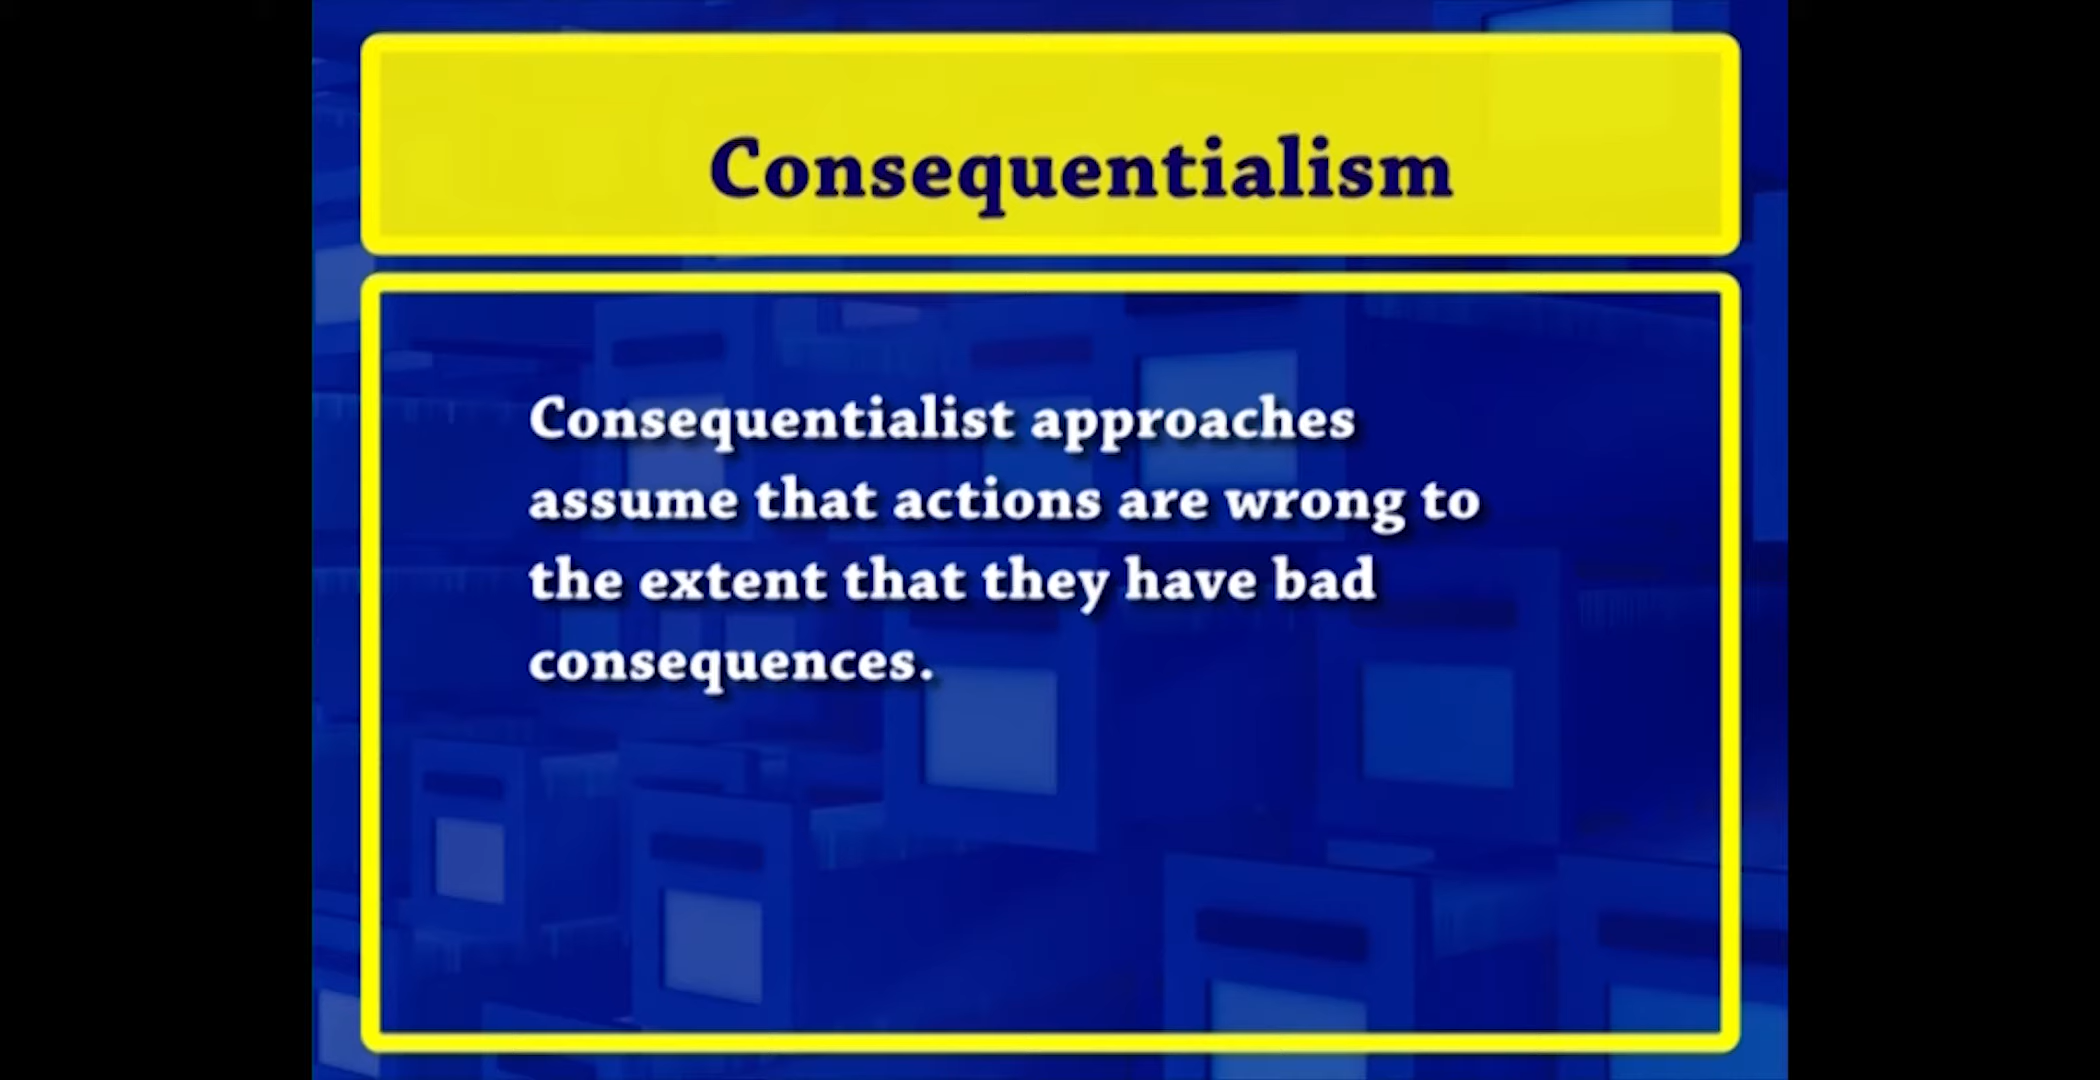 Consequentialism
Consequentialist approaches
assume that actions are wrong to
the extent that they have bad
consequences.